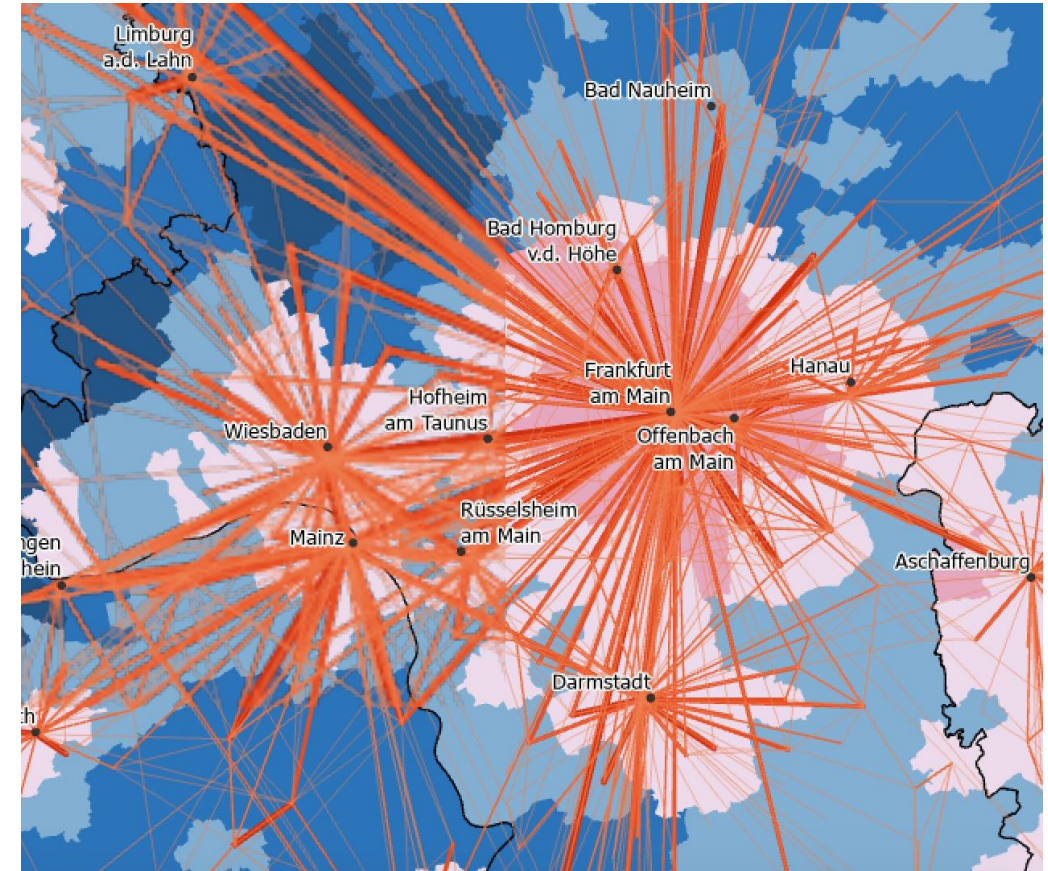 Limburg
a.d. Lahn
Bad Nauheim
Bad Homburg
v.d. Höhe
Frankfurt
am Main
Hanau
Hofheim
am Taunus
Wiesbaden
Offenbach
am Main
Rüsselsheim
am Main
Mainz
ngen
hein
Aschaffenburg
Darmstadt
th